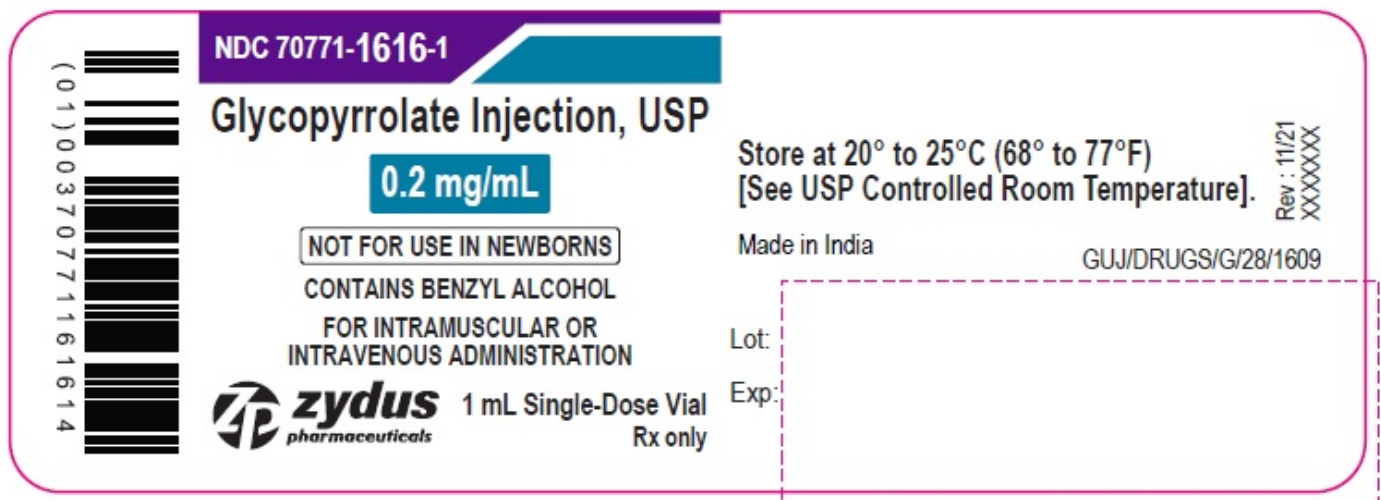 (01)00370771161614
NDC 70771-1616-1
Glycopyrrolate Injection, USP
0.2 mg/mL
NOT FOR USE IN NEWBORNS
CONTAINS BENZYL ALCOHOL
FOR INTRAMUSCULAR OR
INTRAVENOUS ADMINISTRATION
zydus
pharmaceuticals
1 mL Single-Dose Vial
Rx only
Store at 20° to 25°C (68° to 77°F)
[See USP Controlled Room Temperature].
Made in India
GUJ/DRUGS/G/28/1609
Rev : 11/21
XXXXXXX
Lot:
Exp: